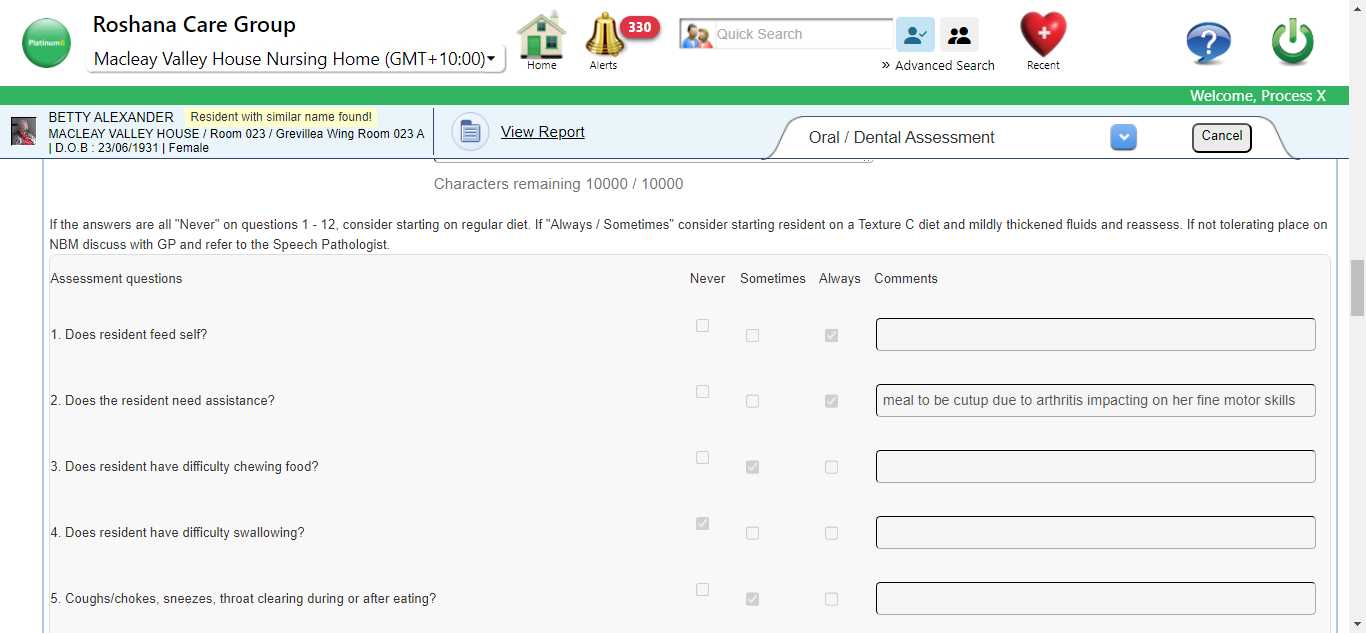 Platinum6
Roshana Care Group
Macleay Valley House Nursing Home (GMT+10:00)
Home
Alerts
330
Quick Search
» Advanced Search
Recent
?
Welcome, Process X
BETTY ALEXANDER Resident with similar name found!
MACLEAY VALLEY HOUSE / Room 023 / Grevillea Wing Room 023 A
| D.O.B : 23/06/1931 | Female
View Report
Oral / Dental Assessment
Cancel
Characters remaining 10000 / 10000
If the answers are all "Never" on questions 1 - 12, consider starting on regular diet. If "Always / Sometimes" consider starting resident on a Texture C diet and mildly thickened fluids and reassess. If not tolerating place on
NBM discuss with GP and refer to the Speech Pathologist.
Assessment questions Never Sometimes Always Comments
1. Does resident feed self?
2. Does the resident need assistance? meal to be cutup due to arthritis impacting on her fine motor skills
3. Does resident have difficulty chewing food?
4. Does resident have difficulty swallowing?
5. Coughs/chokes, sneezes, throat clearing during or after eating?